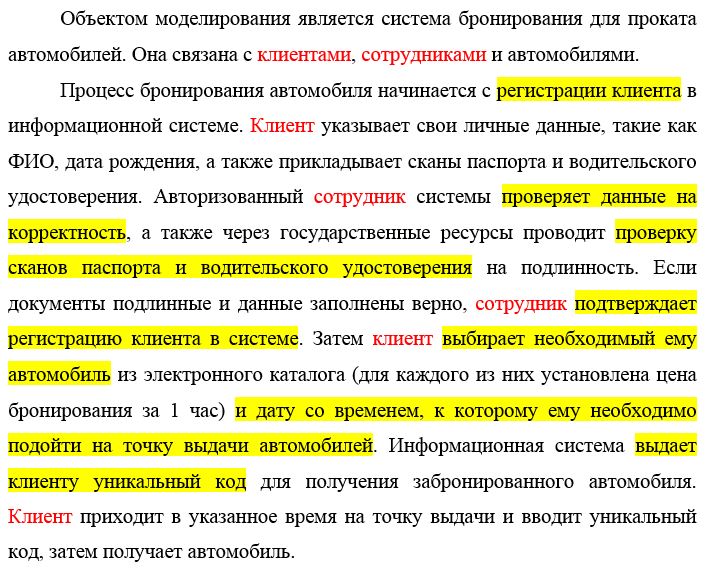 Объектом моделирования является система бронирования для проката
автомобилей. Она связана с клиентами, сотрудниками и автомобилями.
Процесс бронирования автомобиля начинается с регистрации клиента в
информационной системе. Клиент указывает свои личные данные, такие как
ФИО, дата рождения, а также прикладывает сканы паспорта и водительского
удостоверения. Авторизованный сотрудник системы проверяет данные на
корректность, а также через государственные ресурсы проводит проверку
сканов паспорта и водительского удостоверения на подлинность. Если
документы подлинные и данные заполнены верно, сотрудник подтверждает
регистрацию клиента в системе. Затем клиент выбирает необходимый ему
автомобиль из электронного каталога (для каждого из них установлена цена
бронирования за 1 час) и дату со временем, к которому ему необходимо
подойти на точку выдачи автомобилей. Информационная система выдает
клиенту уникальный код для получения забронированного автомобиля.
Клиент приходит в указанное время на точку выдачи и вводит уникальный
код, затем получает автомобиль.